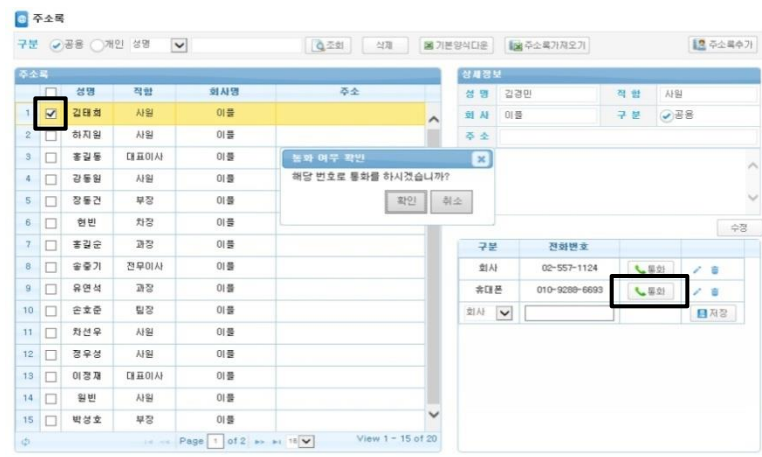 주소록
구분 공용 개인 성명 조회 삭제 기본양식다운 주소록가져오기 주소록추가
주소록
성명 직함 회사명 주소
1 김태희 사원 이플
2 하지원 사원 이플
3 홍길동 대표이사 이플
4 강동원 사원 이플
5 장동건 부장 이플
6 현빈 차장 이플
7 홍길순 과장 이플
8 송중기 전무이사 이플
9 유연석 과장 이플
10 손호준 팀장 이플
11 차선우 사원 이플
12 정우성 사원 이플
13 이정재 대표이사 이플
14 원빈 사원 이플
15 박성호 부장 이플
Page 1 of 2 15 View 1 - 15 of 20
상세정보
성 명 김경민 직 함 사원
회 사 이플 구 분 공용
주 소
통화 여부 확인
해당 번호로 통화를 하시겠습니까?
확인 취소
수정
구분 전화번호
회사 02-557-1124 통화
휴대폰 010-9288-6693 통화
회사 저장